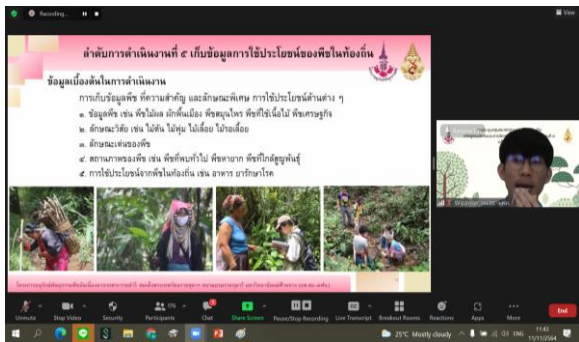 Recording...
View
ลำดับการดำเนินงานที่ ๕ เก็บข้อมูลการใช้ประโยชน์ของพืชในท้องถิ่น
ข้อมูลเบื้องต้นในการดำเนินงาน
การเก็บข้อมูลพืช ที่ความสำคัญ และลักษณะพิเศษ การใช้ประโยชน์ด้านต่าง ๆ
๑. ข้อมูลพืช เช่น พืชไม้ผล ผักพื้นเมือง พืชสมุนไพร พืชที่ใช้เนื้อไม้ พืชเศรษฐกิจ
๒. ลักษณะวิสัย เช่น ไม้ต้น ไม้พุ่ม ไม้เลื้อย ไม้รอเลื้อย
๓. ลักษณะเด่นของพืช
๔. สถานภาพของพืช เช่น พืชที่พบทั่วไป พืชหายาก พืชที่ใกล้สูญพันธุ์
๕. การใช้ประโยชน์จากพืชในท้องถิ่น เช่น อาหาร ยารักษาโรค
Unmute
Stop Video
Security
Participants
176
Chat
Share Screen
Pause/Stop Recording
Live Transcript
Breakout Rooms
Reactions
Apps
More
End
25°C Mostly cloudy
ENG
11:43
11/11/2564